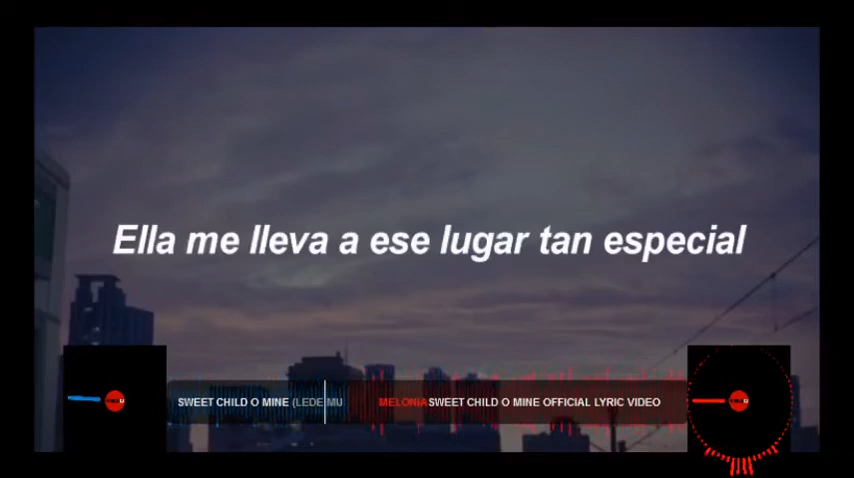 Ella me lleva a ese lugar tan especial
SWEET CHILD O MINE (LEDE MU
MELONIA SWEET CHILD O MINE OFFICIAL LYRIC VIDEO